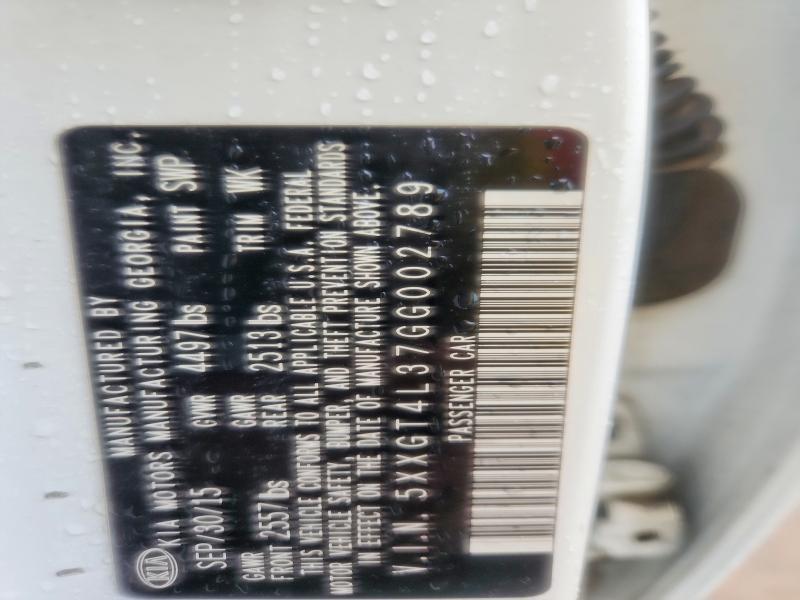 MANUFACTURED BY
KIA KIA MOTORS MANUFACTURING GEORGIA, INC.
SEP/30/15 GVWR 4497lbs PAINT SWP
GAWR FRONT 2557lbs GAWR REAR 2513lbs TRIM WK
THIS VEHICLE CONFORMS TO ALL APPLICABLE U.S.A. FEDERAL
MOTOR VEHICLE SAFETY, BUMPER, AND THEFT PREVENTION STANDARDS
IN EFFECT ON THE DATE OF MANUFACTURE SHOWN ABOVE.
V.I.N. 5XXGT4L37GG002789
PASSENGER CAR